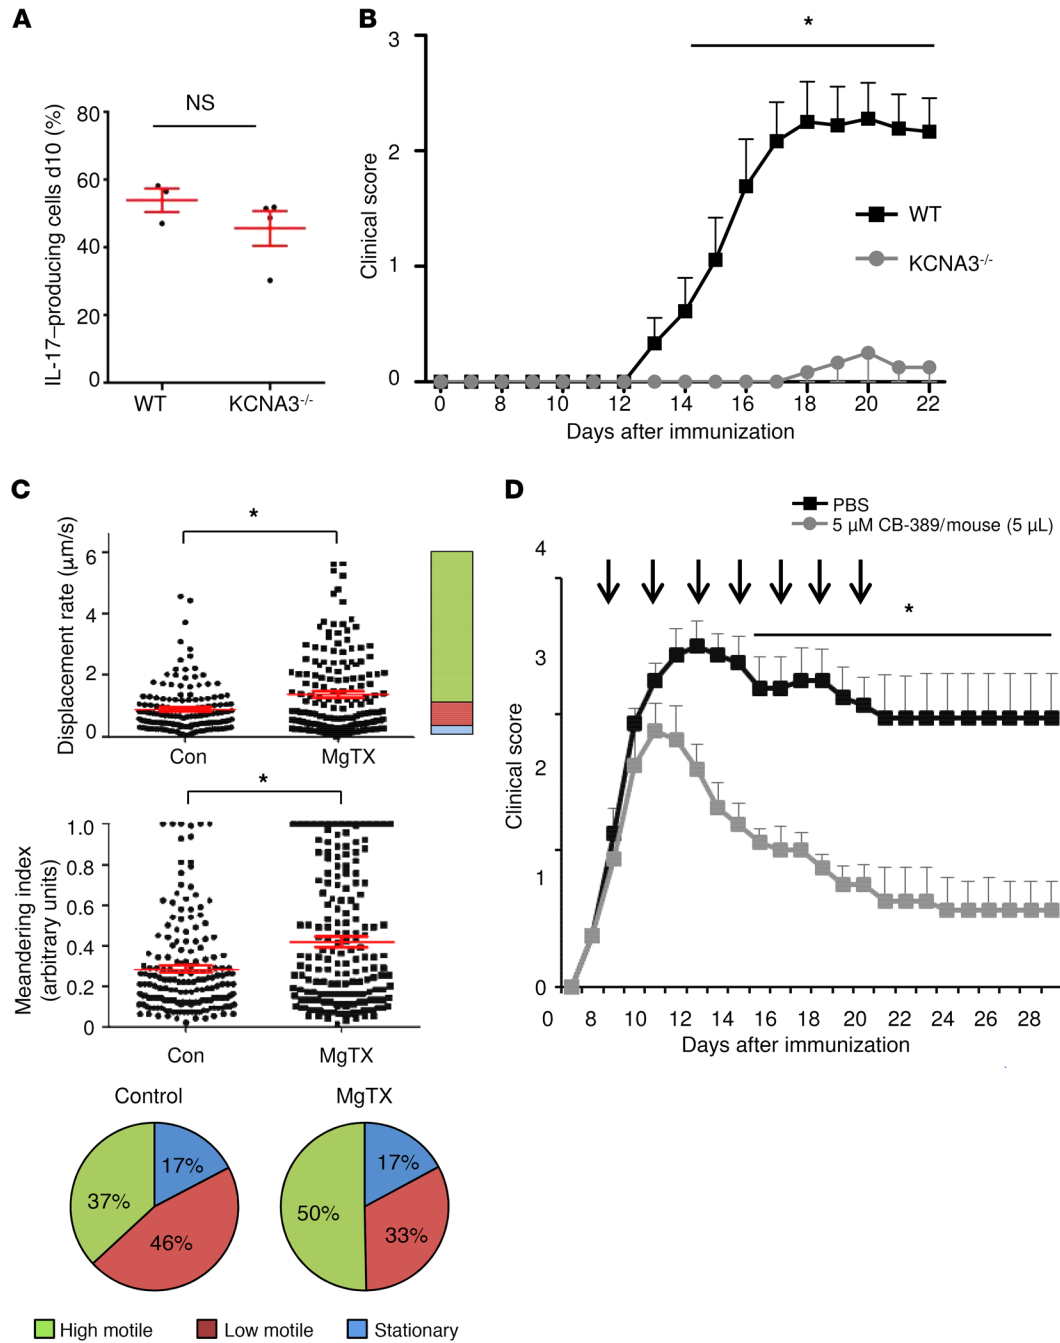 A
NS
IL-17–producing cells d10 (%)
80
60
40
20
0
WT
KCNA3-/-
B
*
Clinical score
3
2
1
0
WT
KCNA3-/-
0 8 10 12 14 16 18 20 22
Days after immunization
C
*
Displacement rate (µm/s)
6
4
2
0
Con
MgTX
*
Meandering index
(arbitrary units)
1.0
0.8
0.6
0.4
0.2
0
Con
MgTX
Control
MgTX
17%
37%
46%
17%
50%
33%
High motile
Low motile
Stationary
D
PBS
5 µM CB-389/mouse (5 µL)
*
Clinical score
4
3
2
1
0
0 8 10 12 14 16 18 20 22 24 26 28
Days after immunization